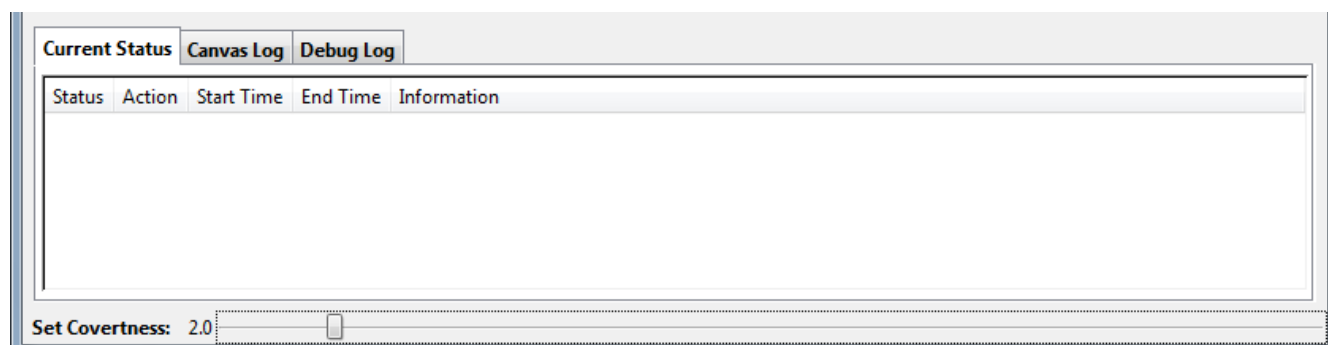 Current Status Canvas Log Debug Log
Status Action Start Time End Time Information
Set Covertness: 2.0